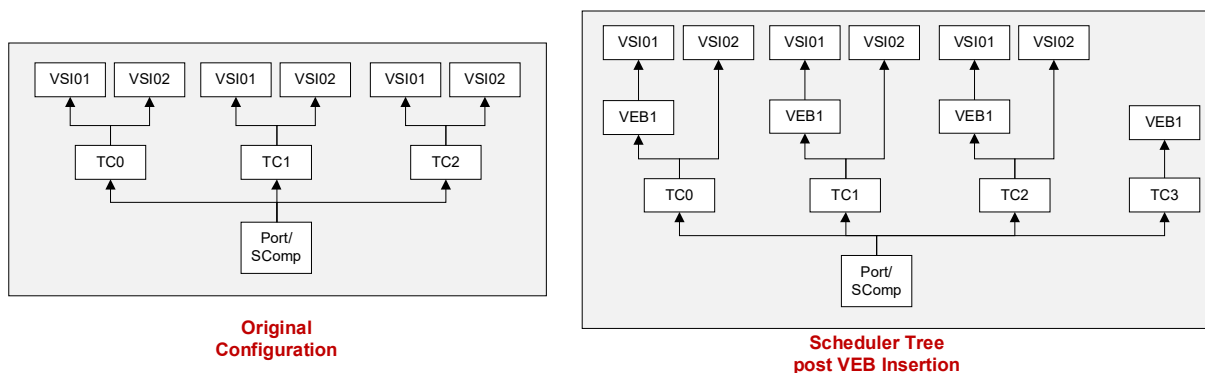 VSI01
VSI02
VSI01
VSI02
VSI01
VSI02
TC0
TC1
TC2
Port/
SComp
Original
Configuration
VSI01
VSI02
VSI01
VSI02
VSI01
VSI02
VEB1
VEB1
VEB1
VEB1
TC0
TC1
TC2
TC3
Port/
SComp
Scheduler Tree
post VEB Insertion